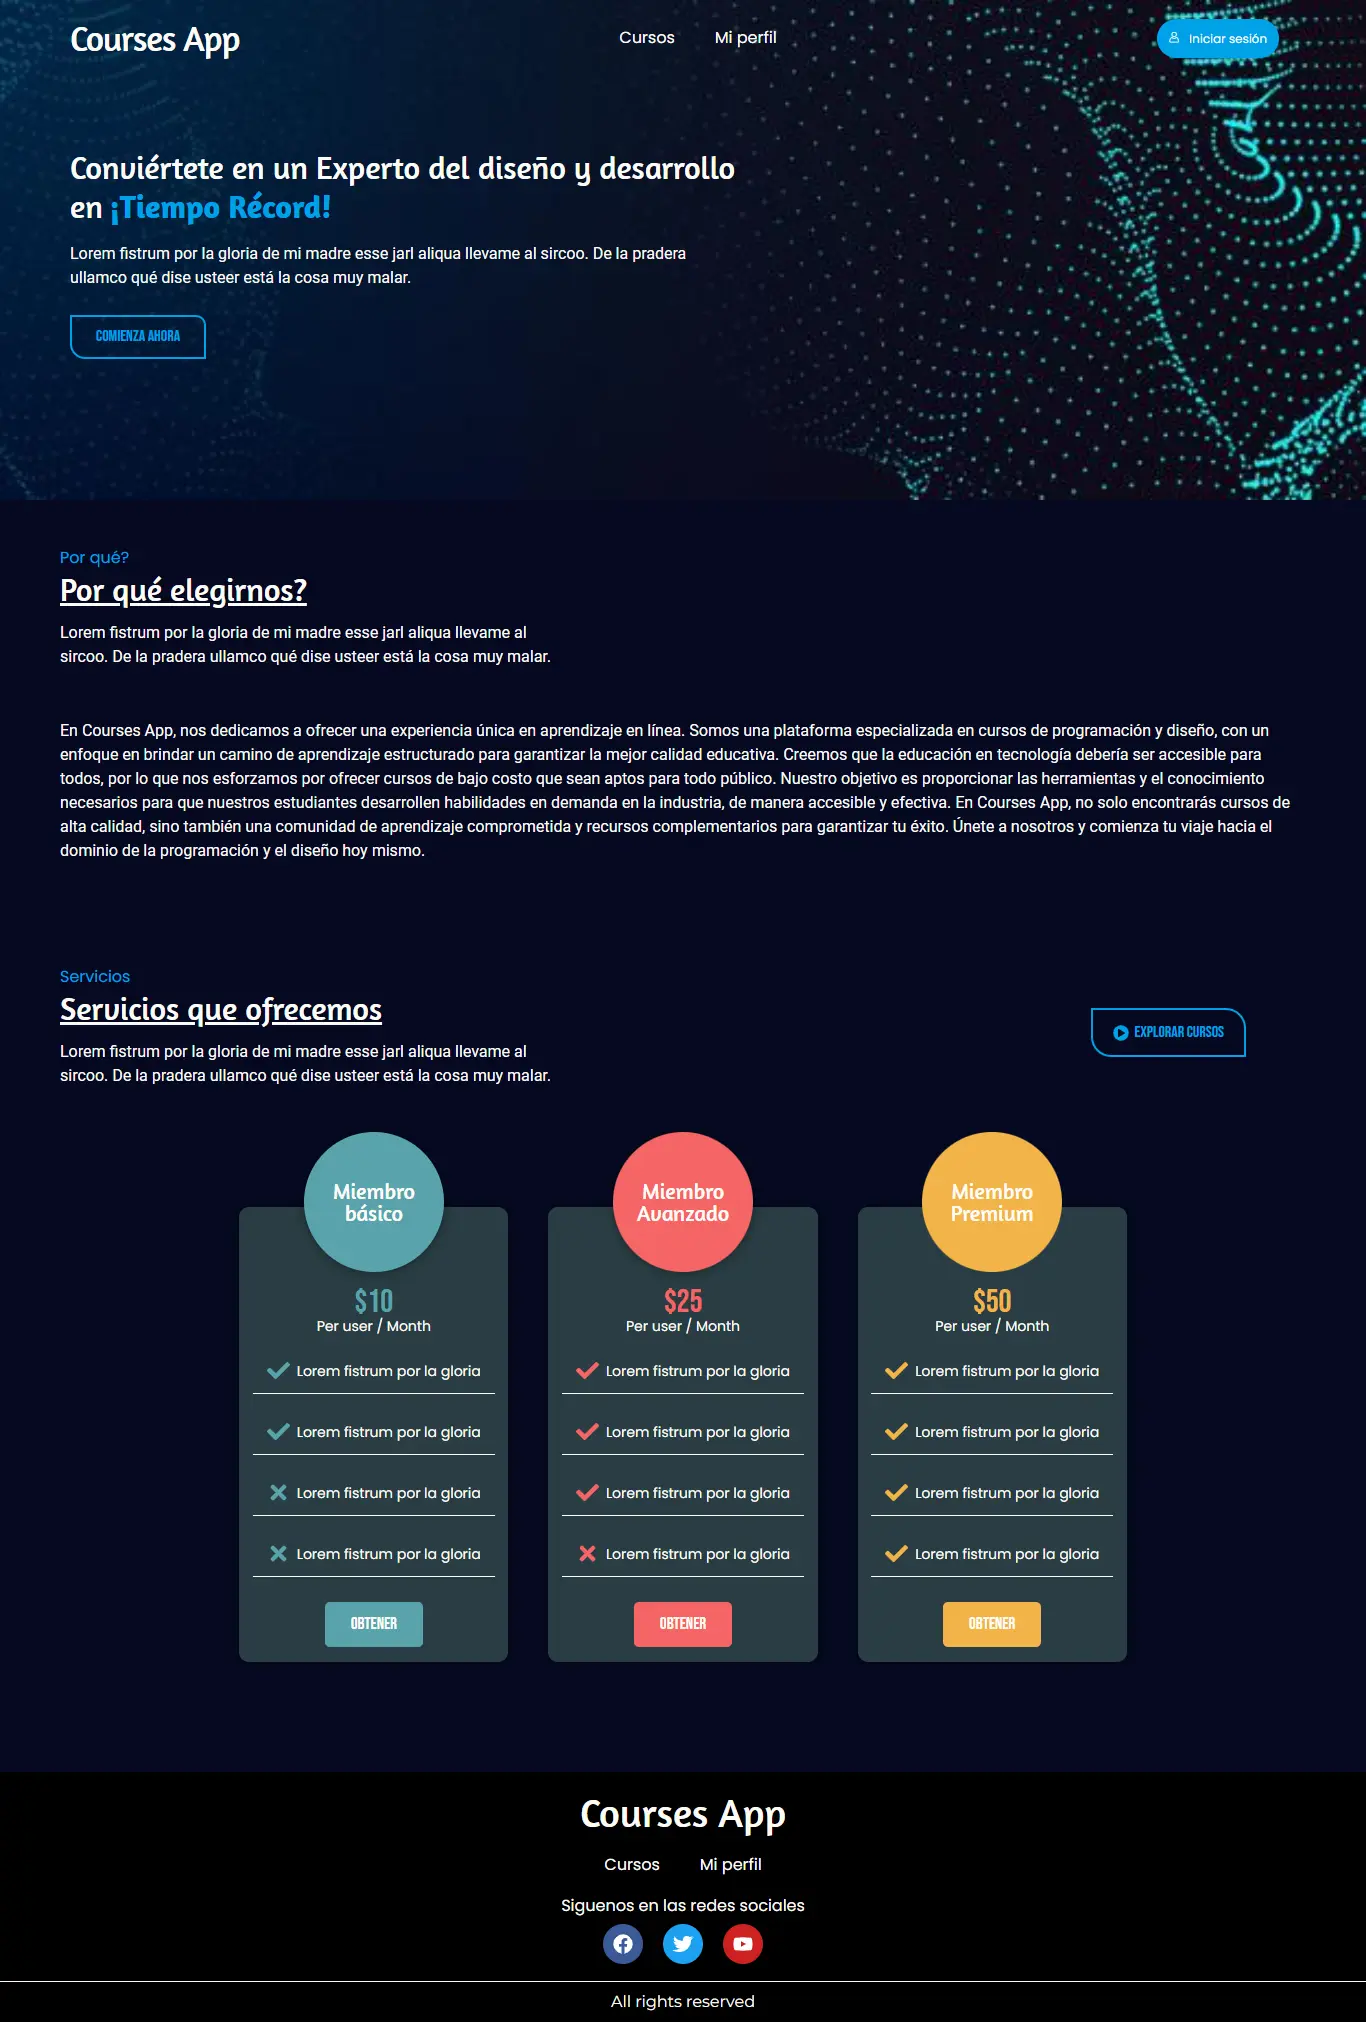 Courses App
Cursos
Mi perfil
Iniciar sesión
Conviértete en un Experto del diseño y desarrollo
en ¡Tiempo Récord!
Lorem fistrum por la gloria de mi madre esse jarl aliqua llevame al sircoo. De la pradera
ullamco qué dise usteer está la cosa muy malar.
COMIENZA AHORA
Por qué?
Por qué elegirnos?
Lorem fistrum por la gloria de mi madre esse jarl aliqua llevame al
sircoo. De la pradera ullamco qué dise usteer está la cosa muy malar.
En Courses App, nos dedicamos a ofrecer una experiencia única en aprendizaje en línea. Somos una plataforma especializada en cursos de programación y diseño, con un
enfoque en brindar un camino de aprendizaje estructurado para garantizar la mejor calidad educativa. Creemos que la educación en tecnología debería ser accesible para
todos, por lo que nos esforzamos por ofrecer cursos de bajo costo que sean aptos para todo público. Nuestro objetivo es proporcionar las herramientas y el conocimiento
necesarios para que nuestros estudiantes desarrollen habilidades en demanda en la industria, de manera accesible y efectiva. En Courses App, no solo encontrarás cursos de
alta calidad, sino también una comunidad de aprendizaje comprometida y recursos complementarios para garantizar tu éxito. Únete a nosotros y comienza tu viaje hacia el
dominio de la programación y el diseño hoy mismo.
Servicios
Servicios que ofrecemos
Lorem fistrum por la gloria de mi madre esse jarl aliqua llevame al
sircoo. De la pradera ullamco qué dise usteer está la cosa muy malar.
EXPLORAR CURSOS
Miembro
básico
$10
Per user / Month
Lorem fistrum por la gloria
Lorem fistrum por la gloria
Lorem fistrum por la gloria
Lorem fistrum por la gloria
OBTENER
Miembro
Avanzado
$25
Per user / Month
Lorem fistrum por la gloria
Lorem fistrum por la gloria
Lorem fistrum por la gloria
Lorem fistrum por la gloria
OBTENER
Miembro
Premium
$50
Per user / Month
Lorem fistrum por la gloria
Lorem fistrum por la gloria
Lorem fistrum por la gloria
Lorem fistrum por la gloria
OBTENER
Courses App
Cursos
Mi perfil
Siguenos en las redes sociales
All rights reserved